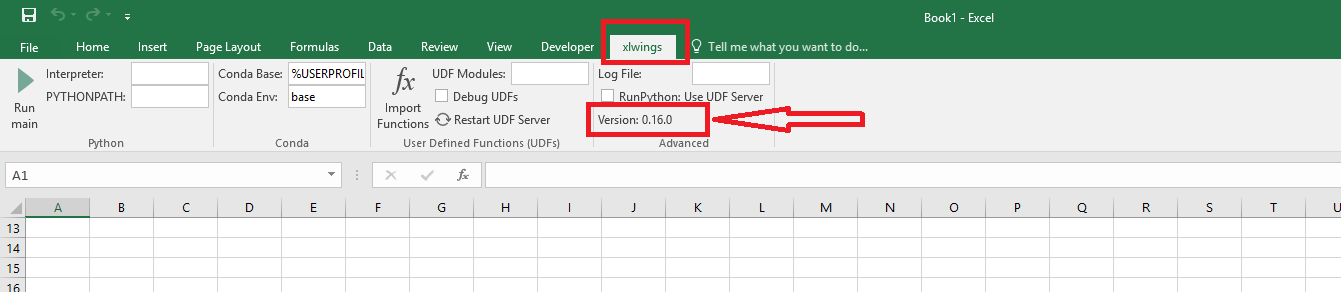 Book1 - Excel
File Home Insert Page Layout Formulas Data Review View Developer xlwings Tell me what you want to do...
Interpreter: Conda Base: %USERPROFIL UDF Modules: Log File:
PYTHONPATH: Conda Env: base Debug UDFs RunPython: Use UDF Server
Run main Import Functions Restart UDF Server Version: 0.16.0
Python Conda User Defined Functions (UDFs) Advanced
A1 fx
A B C D E F G H I J K L M N O P Q R S T U
13
14
15
16